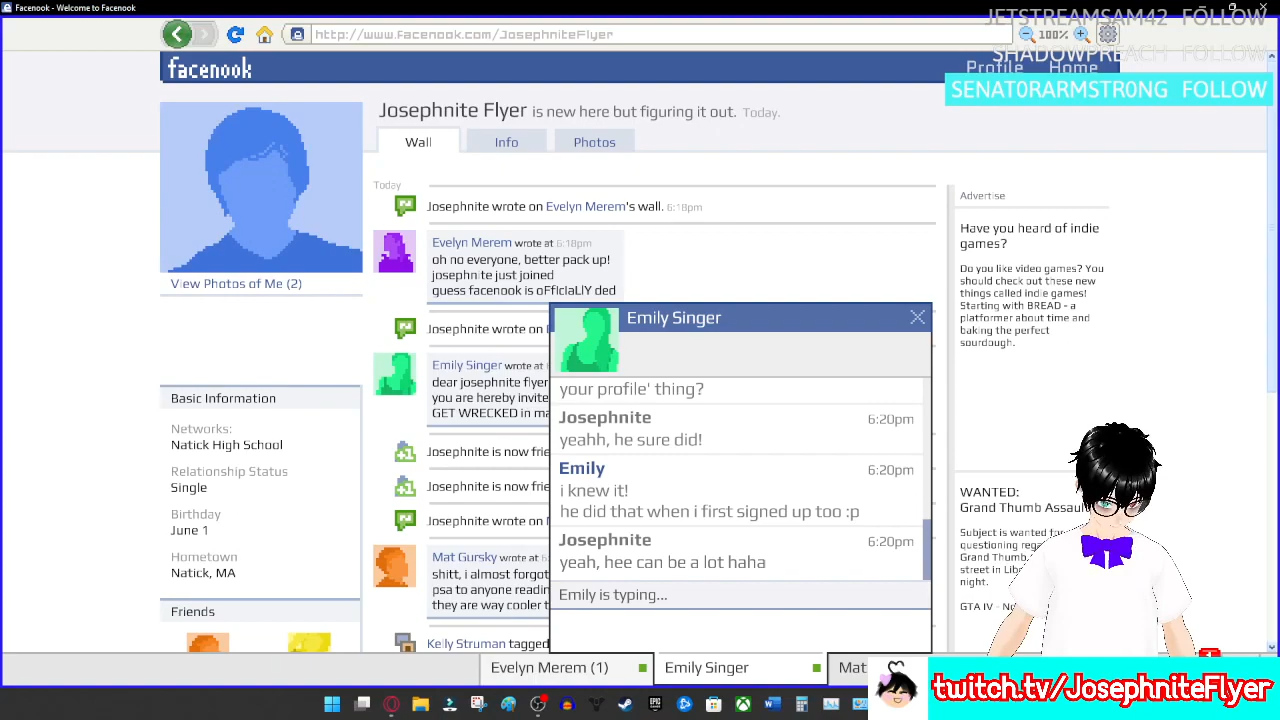 Facenook - Welcome to Facenook
JETSTREAMSAM42 FOLLOW
http://www.facenook.com/JosephniteFlyer
100%
SHADOWPREACH FOLLOW
facenook
Profile Home
SENAT0RARMSTR0NG FOLLOW
Josephnite Flyer is new here but figuring it out. Today.
Wall Info Photos
Today
Josephnite wrote on Evelyn Merem's wall. 6:18pm
Evelyn Merem wrote at 6:18pm
oh no everyone, better pack up!
josephnite just joined
guess facenook is oFfIcIaLlY ded
View Photos of Me (2)
Josephnite wrote on
Emily Singer wrote at
dear josephnite flyer
you are hereby invite
GET WRECKED in ma
Josephnite is now frie
Josephnite is now frie
Josephnite wrote on
Mat Gursky wrote at
shitt, i almost forgot
psa to anyone readin
they are way cooler t
Kelly Struman tagged
Basic Information
Networks:
Natick High School
Relationship Status
Single
Birthday
June 1
Hometown
Natick, MA
Friends
Emily Singer
your profile' thing?
Josephnite 6:20pm
yeahh, he sure did!
Emily 6:20pm
i knew it!
he did that when i first signed up too :p
Josephnite 6:20pm
yeah, hee can be a lot haha
Emily is typing...
Advertise
Have you heard of indie
games?
Do you like video games? You
should check out these new
things called indie games!
Starting with BREAD - a
platformer about time and
baking the perfect
sourdough.
WANTED:
Grand Thumb Assau
Subject is wanted fo
questioning rega
Grand Thumb.
street in Lib
night.
GTA IV - No
Evelyn Merem (1) Emily Singer Mat
twitch.tv/JosephniteFlyer